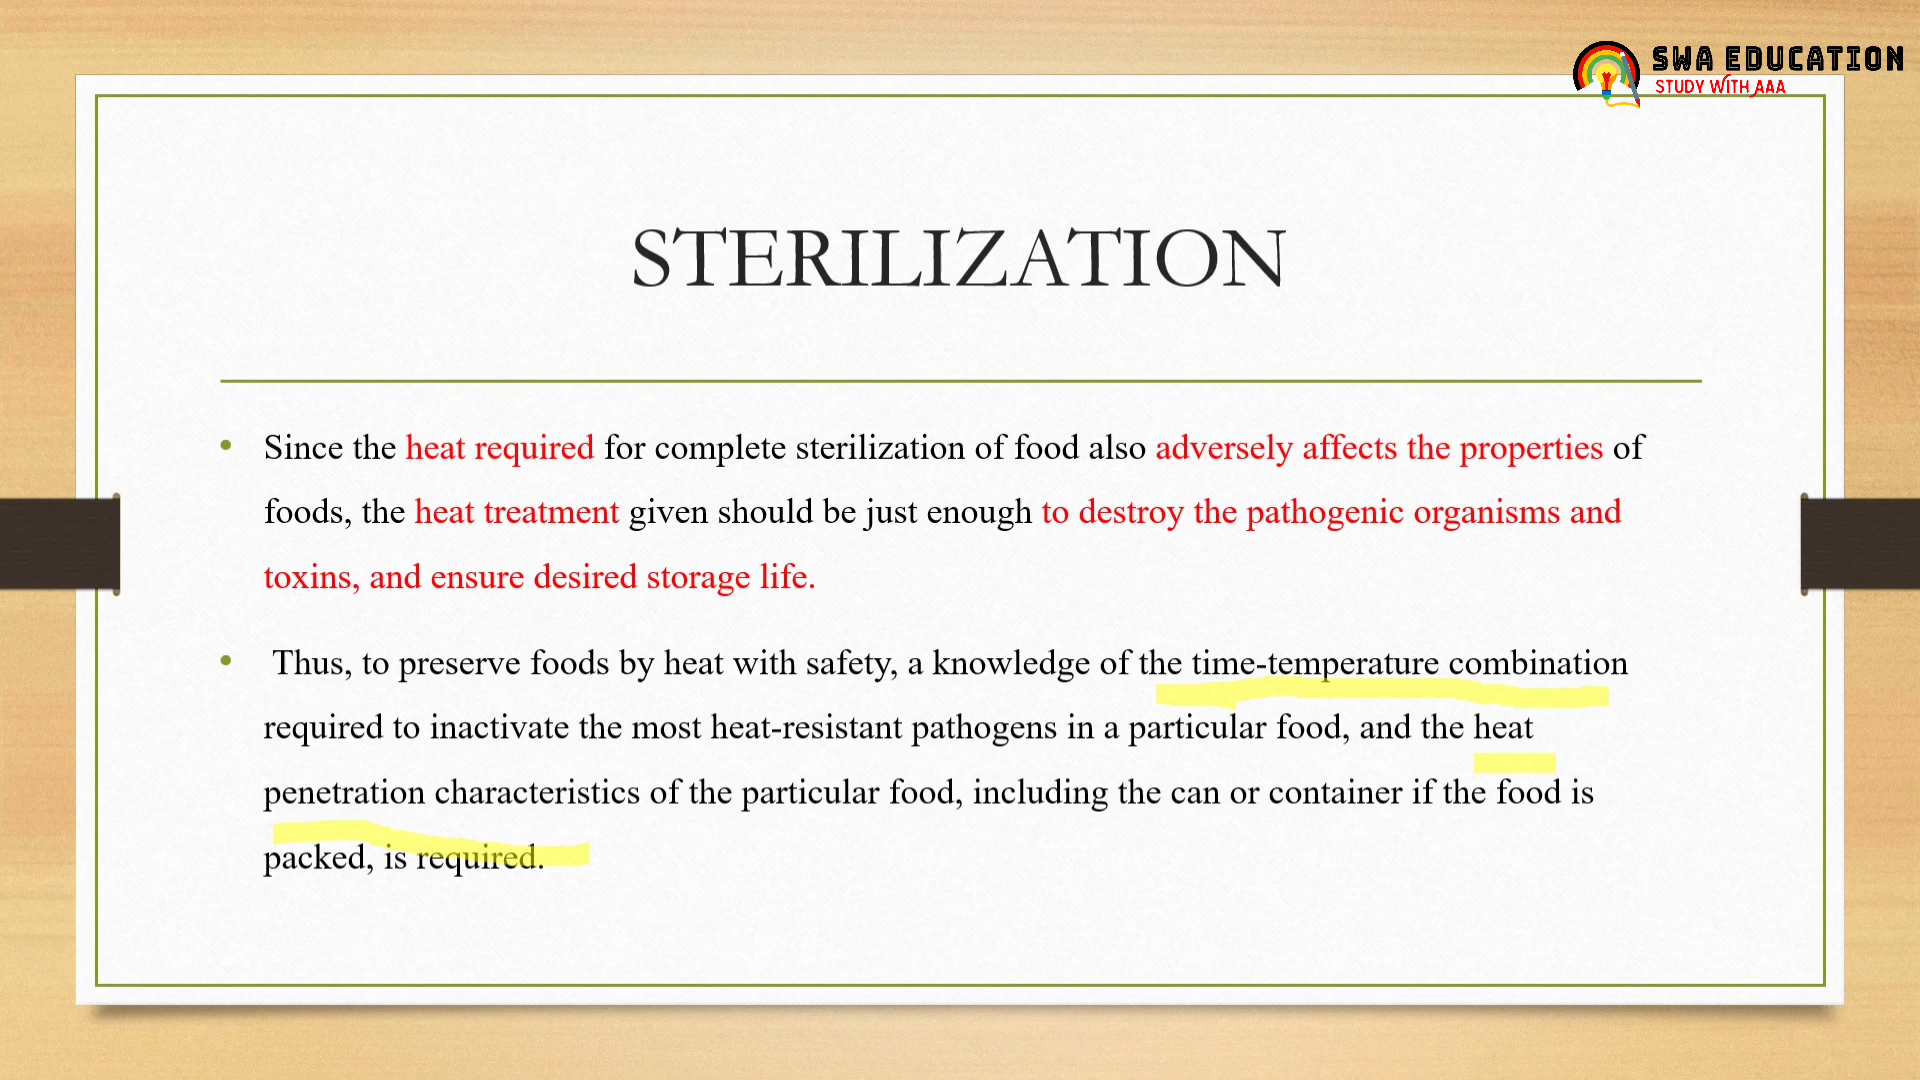 SWA EDUCATION
STUDY WITH AAA
STERILIZATION
• Since the heat required for complete sterilization of food also adversely affects the properties of
foods, the heat treatment given should be just enough to destroy the pathogenic organisms and
toxins, and ensure desired storage life.
• Thus, to preserve foods by heat with safety, a knowledge of the time-temperature combination
required to inactivate the most heat-resistant pathogens in a particular food, and the heat
penetration characteristics of the particular food, including the can or container if the food is
packed, is required.